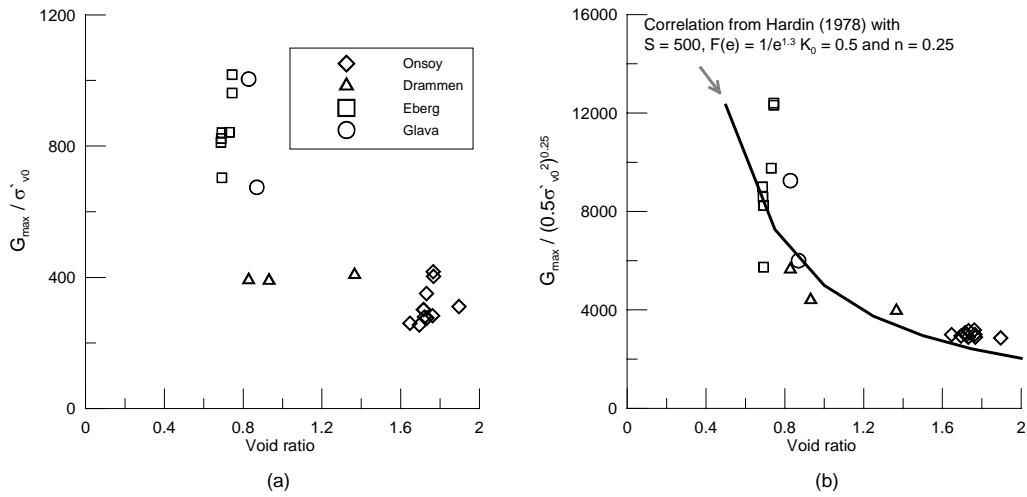 1200
800
400
0
G_max / σ`_v0
0 0.4 0.8 1.2 1.6 2
Void ratio
(a)
Onsoy
Drammen
Eberg
Glava
16000
12000
8000
4000
0
G_max / (0.5σ`_v0^2)^0.25
Correlation from Hardin (1978) with
S = 500, F(e) = 1/e^1.3 K_0 = 0.5 and n = 0.25
0 0.4 0.8 1.2 1.6 2
Void ratio
(b)